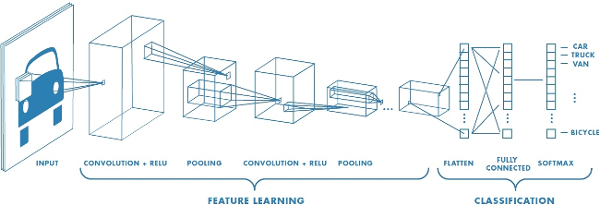 CAR
TRUCK
VAN
BICYCLE
INPUT
CONVOLUTION + RELU
POOLING
CONVOLUTION + RELU
POOLING
FLATTEN
FULLY
CONNECTED
SOFTMAX
FEATURE LEARNING
CLASSIFICATION